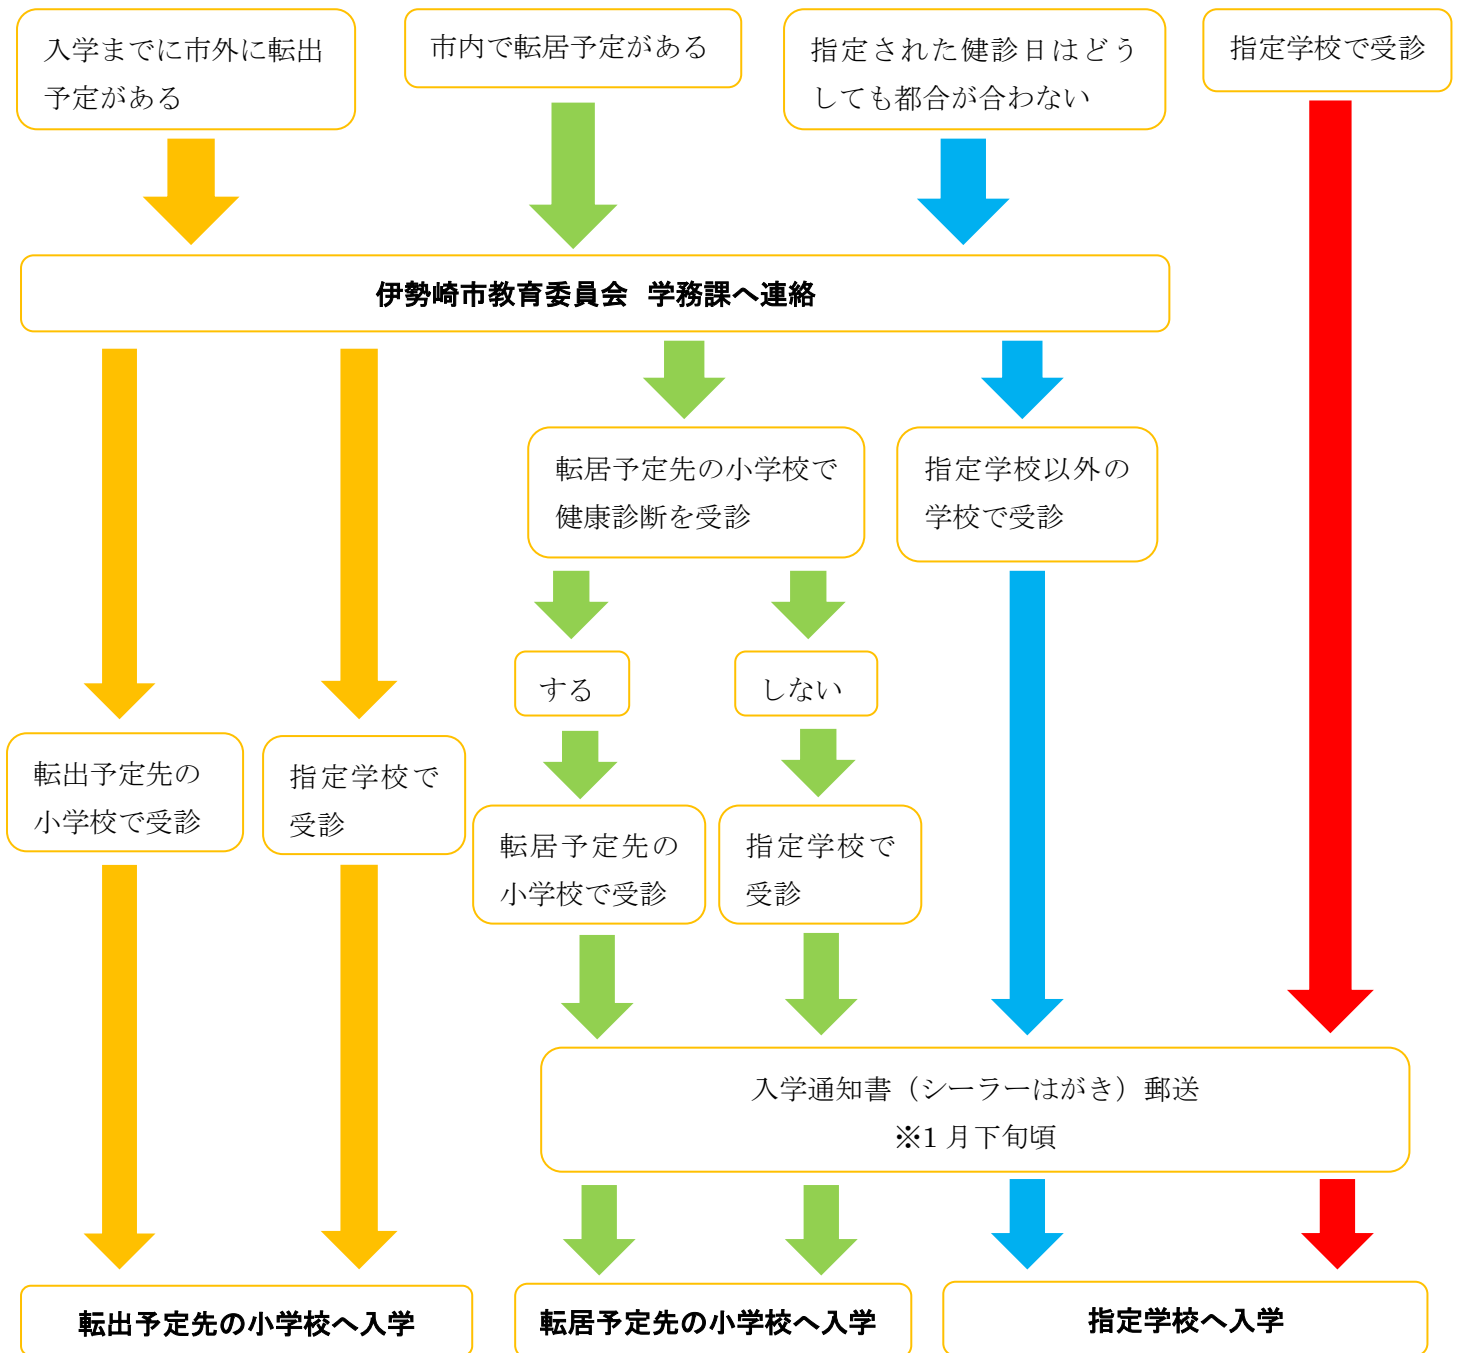 入学までに市外に転出
予定がある
市内で転居予定がある
指定された健診日はどう
しても都合が合わない
指定学校で受診
伊勢崎市教育委員会　学務課へ連絡
転居予定先の小学校で
健康診断を受診
指定学校以外の
学校で受診
する
しない
転出予定先の
小学校で受診
指定学校で
受診
転居予定先の
小学校で受診
指定学校で
受診
入学通知書（シーラーはがき）郵送
※1月下旬頃
転出予定先の小学校へ入学
転居予定先の小学校へ入学
指定学校へ入学